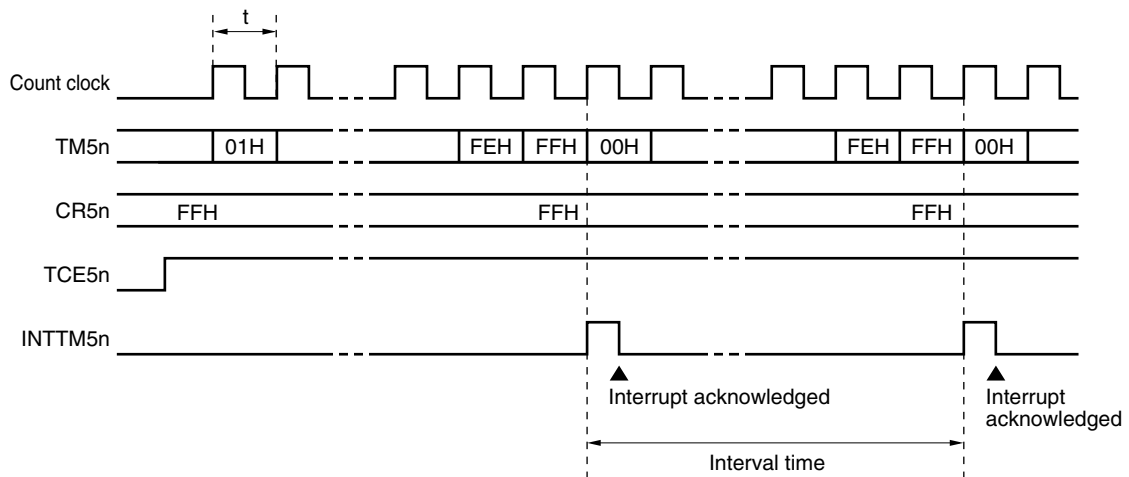 t
Count clock
TM5n 01H FEH FFH 00H FEH FFH 00H
CR5n FFH FFH FFH
TCE5n
INTTM5n
Interrupt acknowledged
Interrupt
acknowledged
Interval time